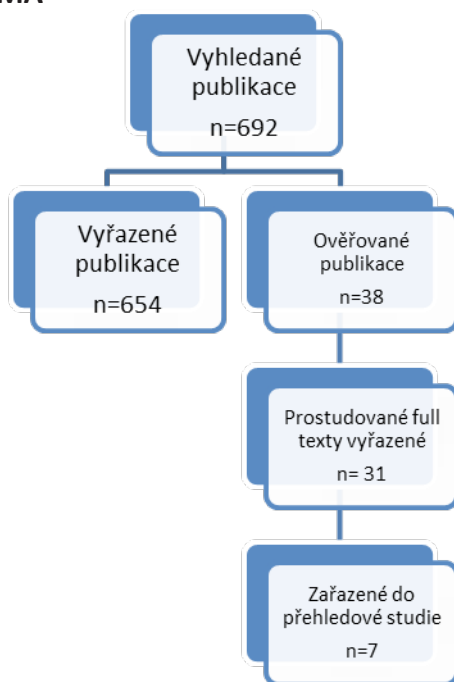 Vyhledané
publikace
n=692
Vyřazené
publikace
n=654
Ověřované
publikace
n=38
Prostudované full
texty vyřazené
n= 31
Zařazené do
přehledové studie
n=7